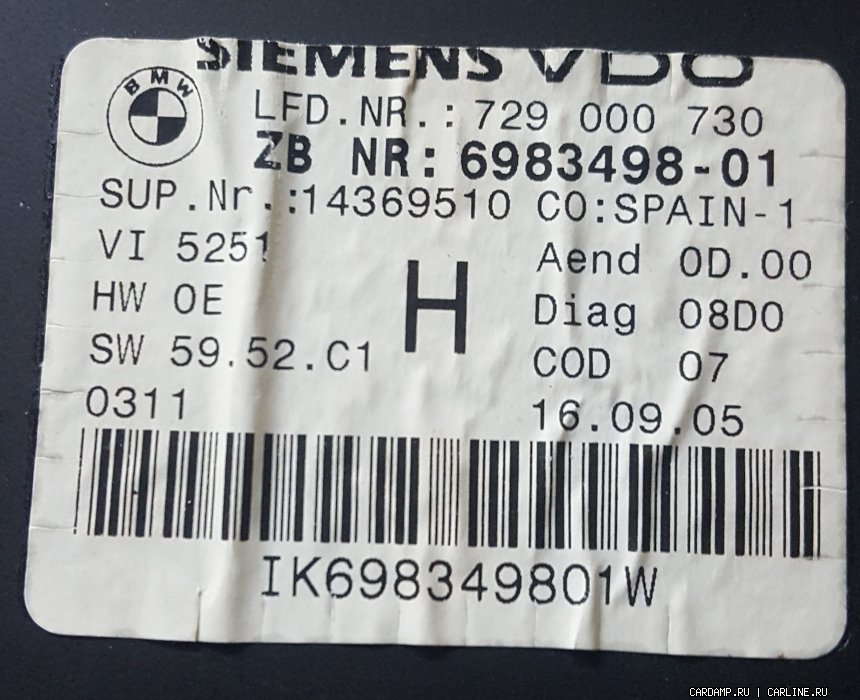 SIEMENS VDO
BMW
LFD.NR.: 729 000 730
ZB NR: 6983498-01
SUP.Nr.:14369510 CO:SPAIN-1
VI 5251 Aend 0D.00
HW 0E H Diag 08D0
SW 59.52.C1 COD 07
0311 16.09.05
IK698349801W
CARDAMP.RU | CARLINE.RU